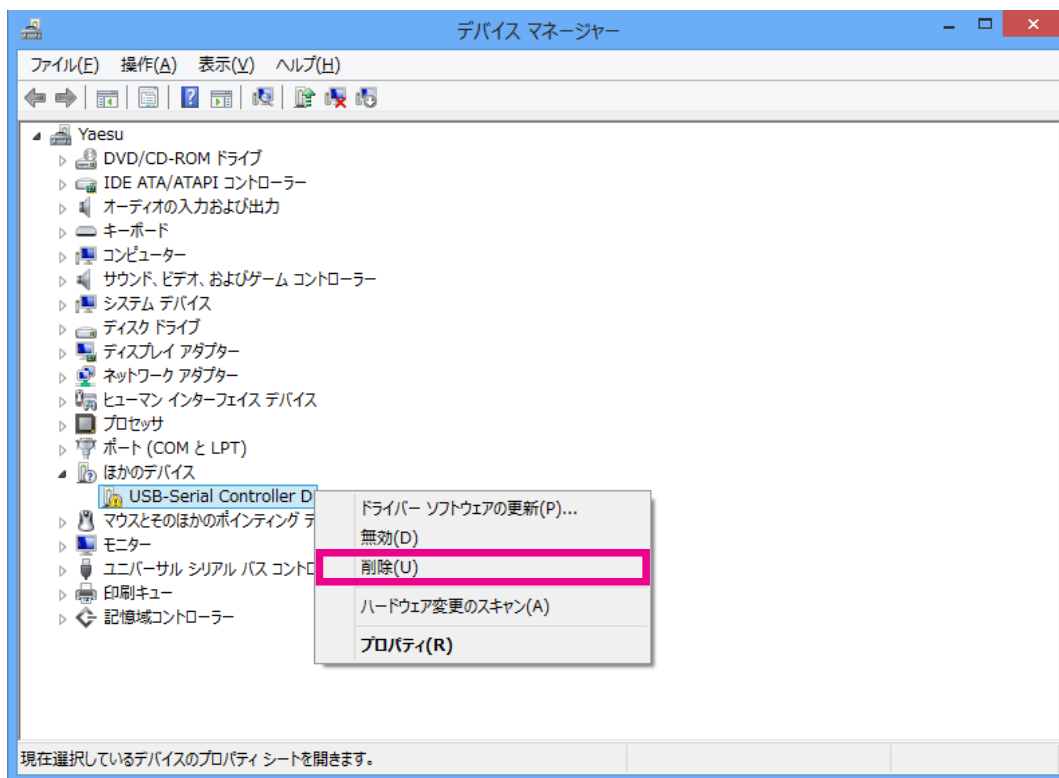 デバイス マネージャー
ファイル(F) 操作(A) 表示(V) ヘルプ(H)
Yaesu
DVD/CD-ROM ドライブ
IDE ATA/ATAPI コントローラー
オーディオの入力および出力
キーボード
コンピューター
サウンド、ビデオ、およびゲーム コントローラー
システム デバイス
ディスク ドライブ
ディスプレイ アダプター
ネットワーク アダプター
ヒューマン インターフェイス デバイス
プロセッサ
ポート (COM と LPT)
ほかのデバイス
USB-Serial Controller D
マウスとそのほかのポインティング デ
モニター
ユニバーサル シリアル バス コントロ
印刷キュー
記憶域コントローラー
ドライバー ソフトウェアの更新(P)...
無効(D)
削除(U)
ハードウェア変更のスキャン(A)
プロパティ(R)
現在選択しているデバイスのプロパティ シートを開きます。